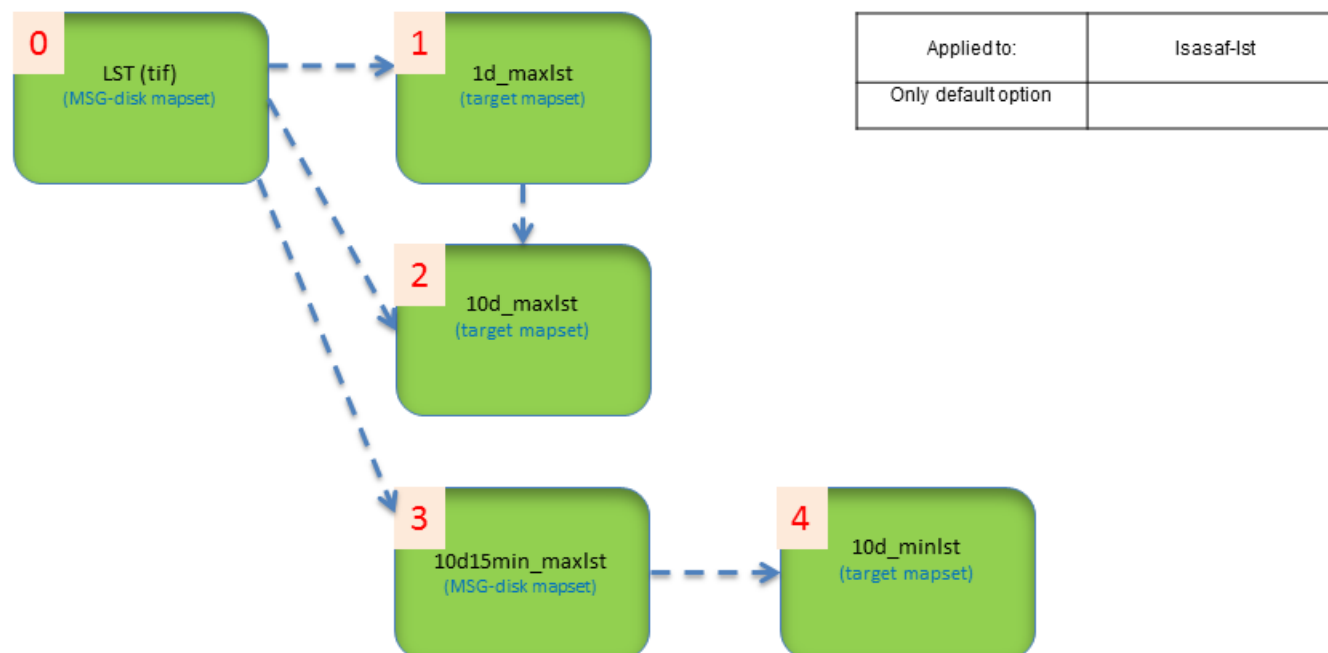 0
LST (tif)
(MSG-disk mapset)
1
1d_maxlst
(target mapset)
Applied to:
lsasaf-lst
Only default option
2
10d_maxlst
(target mapset)
3
10d15min_maxlst
(MSG-disk mapset)
4
10d_minlst
(target mapset)